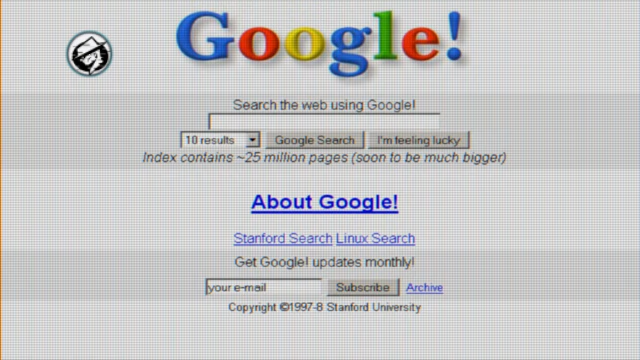 Google!
Search the web using Google!
10 results Google Search I'm feeling lucky
Index contains ~25 million pages (soon to be much bigger)
About Google!
Stanford Search Linux Search
Get Google! updates monthly!
your e-mail Subscribe Archive
Copyright ©1997-8 Stanford University